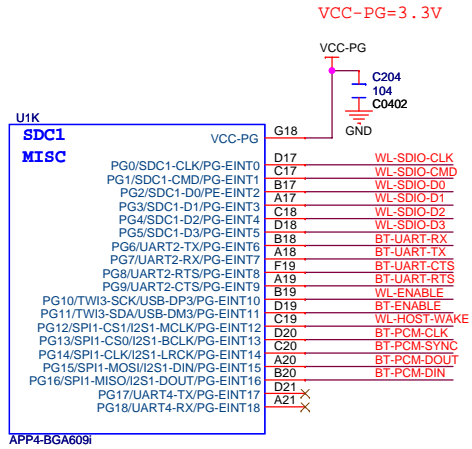 VCC-PG=3.3V
VCC-PG
C204
104
C0402
GND
U1K
SDC1
MISC
VCC-PG G18
PG0/SDC1-CLK/PG-EINT0 D17 WL-SDIO-CLK
PG1/SDC1-CMD/PG-EINT1 C17 WL-SDIO-CMD
PG2/SDC1-D0/PE-EINT2 B17 WL-SDIO-D0
PG3/SDC1-D1/PG-EINT3 A17 WL-SDIO-D1
PG4/SDC1-D2/PG-EINT4 C18 WL-SDIO-D2
PG5/SDC1-D3/PG-EINT5 D18 WL-SDIO-D3
PG6/UART2-TX/PG-EINT6 B18 BT-UART-RX
PG7/UART2-RX/PG-EINT7 A18 BT-UART-TX
PG8/UART2-RTS/PG-EINT8 F19 BT-UART-CTS
PG9/UART2-CTS/PG-EINT9 A19 BT-UART-RTS
PG10/TWI3-SCK/USB-DP3/PG-EINT10 B19 WL-ENABLE
PG11/TWI3-SDA/USB-DM3/PG-EINT11 D19 BT-ENABLE
PG12/SPI1-CS1/I2S1-MCLK/PG-EINT12 C19 WL-HOST-WAKE
PG13/SPI1-CS0/I2S1-BCLK/PG-EINT13 D20 BT-PCM-CLK
PG14/SPI1-CLK/I2S1-LRCK/PG-EINT14 C20 BT-PCM-SYNC
PG15/SPI1-MOSI/I2S1-DIN/PG-EINT15 A20 BT-PCM-DOUT
PG16/SPI1-MISO/I2S1-DOUT/PG-EINT16 B20 BT-PCM-DIN
PG17/UART4-TX/PG-EINT17 D21
PG18/UART4-RX/PG-EINT18 A21
APP4-BGA609i